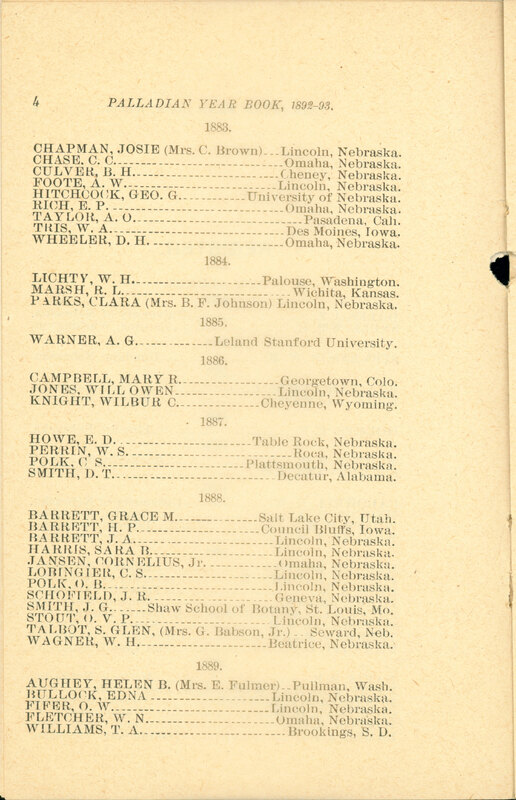 4 PALLADIAN YEAR BOOK, 1892-93.
1883.
CHAPMAN, JOSIE (Mrs. C. Brown)...Lincoln, Nebraska.
CHASE, C. C....Omaha, Nebraska.
CULVER, B. H....Cheney, Nebraska.
FOOTE, A. W....Lincoln, Nebraska.
HITCHCOCK, GEO. G....University of Nebraska.
RICH, E. P....Omaha, Nebraska.
TAYLOR, A. O....Pasadena, Cali.
TRIS, W. A....Des Moines, Iowa.
WHEELER, D. H....Omaha, Nebraska.
1884.
LICHTY, W. H....Palouse, Washington.
MARSH, R. L....Wichita, Kansas.
PARKS, CLARA (Mrs. B. F. Johnson) Lincoln, Nebraska.
1885.
WARNER, A. G....Leland Stanford University.
1886.
CAMPBELL, MARY R....Georgetown, Colo.
JONES, WILL OWEN...Lincoln, Nebraska.
KNIGHT, WILBUR C....Cheyenne, Wyoming.
1887.
HOWE, E. D....Table Rock, Nebraska.
PERRIN, W. S....Roca, Nebraska.
POLK, C. S....Plattsmouth, Nebraska.
SMITH, D. T....Decatur, Alabama.
1888.
BARRETT, GRACE M....Salt Lake City, Utah.
BARRETT, H. P....Council Bluffs, Iowa.
BARRETT, J. A....Lincoln, Nebraska.
HARRIS, SARA B....Lincoln, Nebraska.
JANSEN, CORNELIUS, Jr....Omaha, Nebraska.
LOBINGIER, C. S....Lincoln, Nebraska.
POLK, O. B....Lincoln, Nebraska.
SCHOFIELD, J. R....Geneva, Nebraska.
SMITH, J. G....Shaw School of Botany, St. Louis, Mo.
STOUT, O. V. P....Lincoln, Nebraska.
TALBOT, S. GLEN, (Mrs. G. Babson, Jr.)...Seward, Neb.
WAGNER, W. H....Beatrice, Nebraska.
1889.
AUGHEY, HELEN B. (Mrs. E. Fulmer)...Pullman, Wash.
BULLOCK, EDNA...Lincoln, Nebraska.
FIFER, O. W....Lincoln, Nebraska.
FLETCHER, W. N....Omaha, Nebraska.
WILLIAMS, T. A....Brookings, S. D.